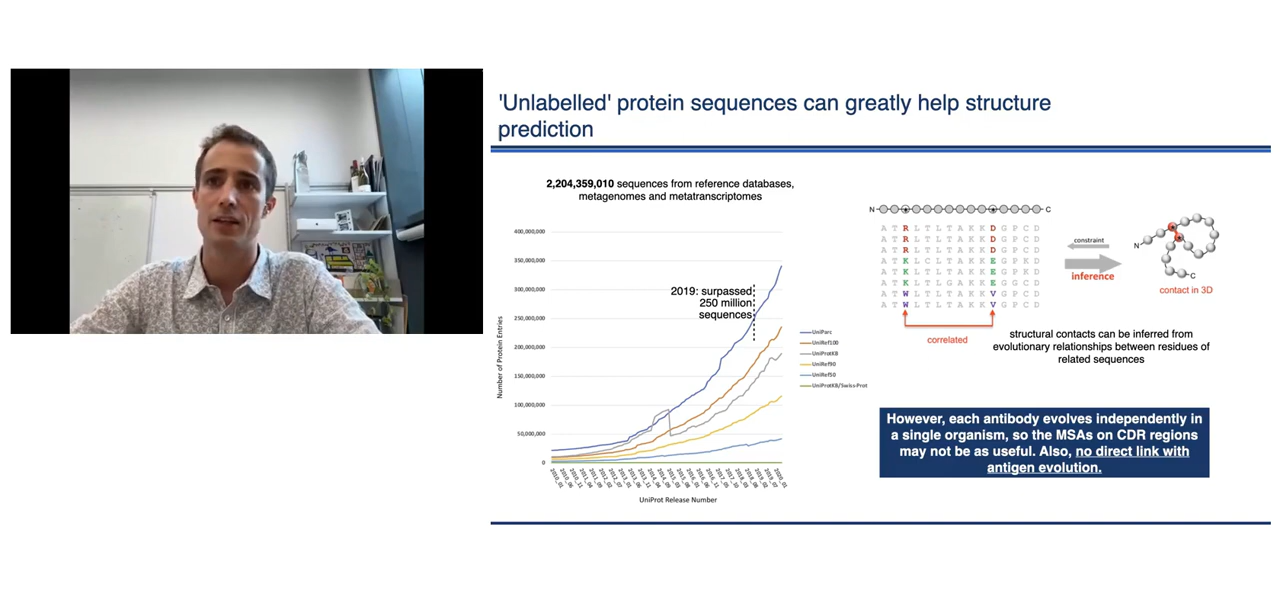 'Unlabelled' protein sequences can greatly help structure
prediction
2,204,359,010 sequences from reference databases,
metagenomes and metatranscriptomes
400,000,000
350,000,000
300,000,000
250,000,000
200,000,000
150,000,000
100,000,000
50,000,000
0
Number of Protein Entries
2019: surpassed
250 million
sequences
UniParc
UniRef100
UniProtKB
UniRef90
UniRef50
UniProtKB/Swiss-Prot
UniProt Release Number
N
C
A T R L T L T A K K D G P C D
A T R L T L T A K K D G P C D
A T R L T L T A K K D G P C D
A T K L C L T A K K E G P K D
A T K L T L T A K K E G P K D
A T K L T L G A K K E G G C D
A T W L T L T A K K V G P C D
A T W L T L T A K K V G P C D
correlated
constraint
inference
N
C
contact in 3D
structural contacts can be inferred from
evolutionary relationships between residues of
related sequences
However, each antibody evolves independently in
a single organism, so the MSAs on CDR regions
may not be as useful. Also, no direct link with
antigen evolution.